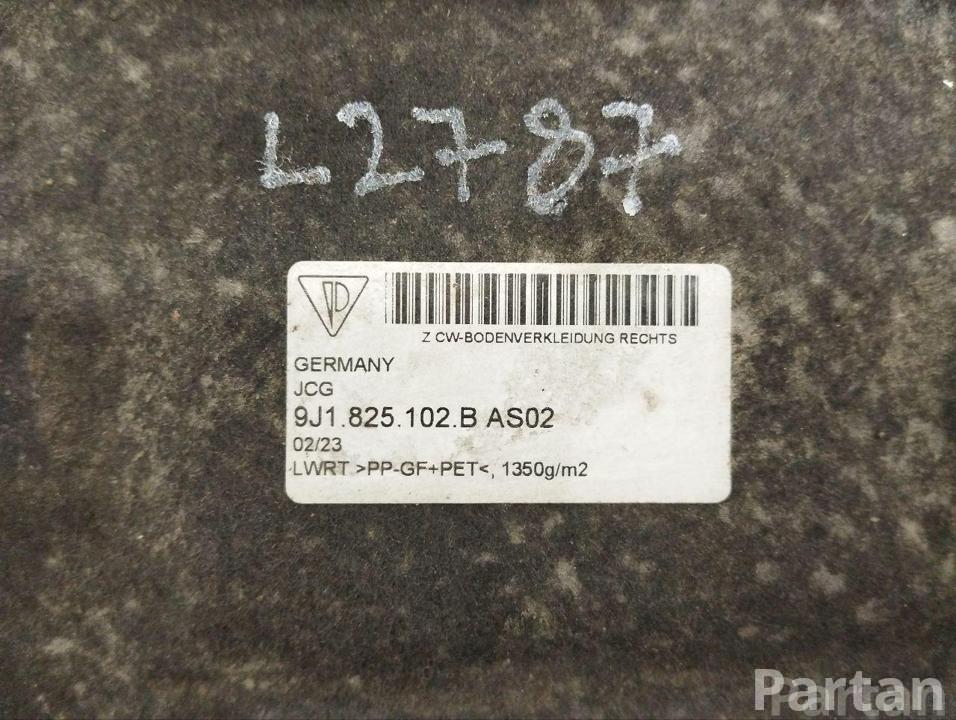 L2787
Z CW-BODENVERKLEIDUNG RECHTS
GERMANY
JCG
9J1.825.102.B AS02
02/23
LWRT >PP-GF+PET<, 1350g/m2
Partan